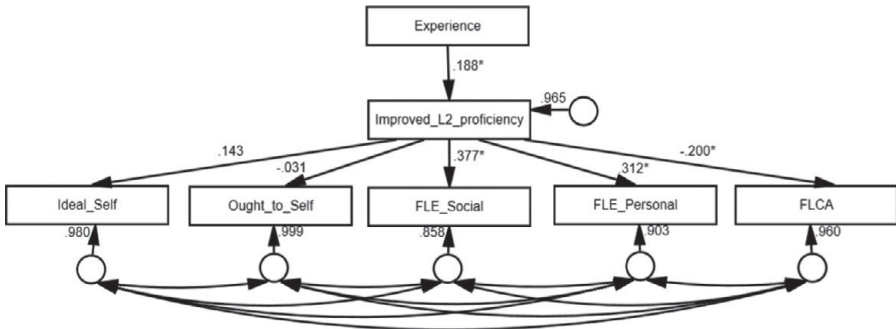 Experience
.188*
.965
Improved_L2_proficiency
.143
-.031
.377*
.312*
-.200*
Ideal_Self
Ought_to_Self
FLE_Social
FLE_Personal
FLCA
.980
.999
.858
.903
.960